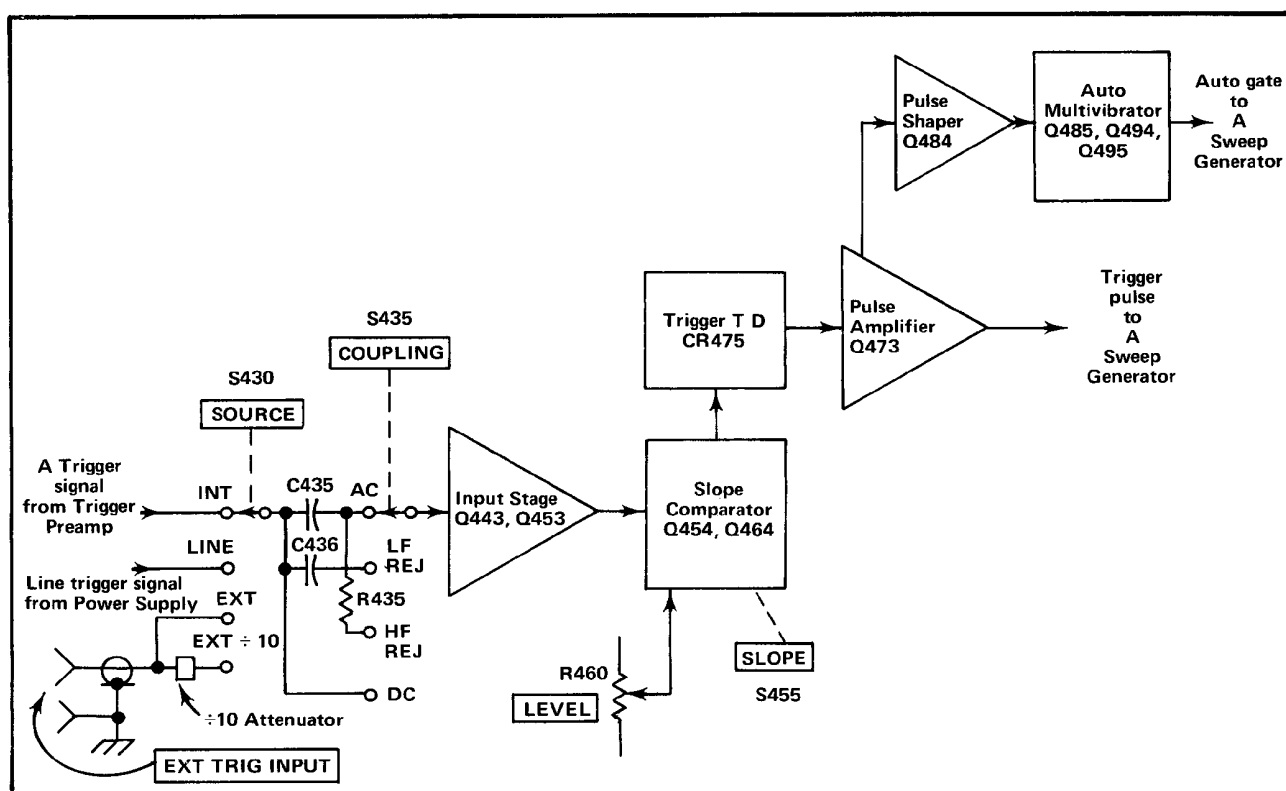 Pulse
Shaper
Q484
Auto
Multivibrator
Q485, Q494,
Q495
Auto gate
to
A
Sweep
Generator
Trigger T D
CR475
Pulse
Amplifier
Q473
Trigger
pulse
to
A
Sweep
Generator
S435
COUPLING
S430
SOURCE
A Trigger
signal
from Trigger
Preamp
INT
C435
AC
Input Stage
Q443, Q453
Slope
Comparator
Q454, Q464
C436
LF
REJ
LINE
Line trigger signal
from Power Supply
EXT
R435
EXT ÷ 10
HF
REJ
DC
÷10 Attenuator
EXT TRIG INPUT
R460
LEVEL
SLOPE
S455